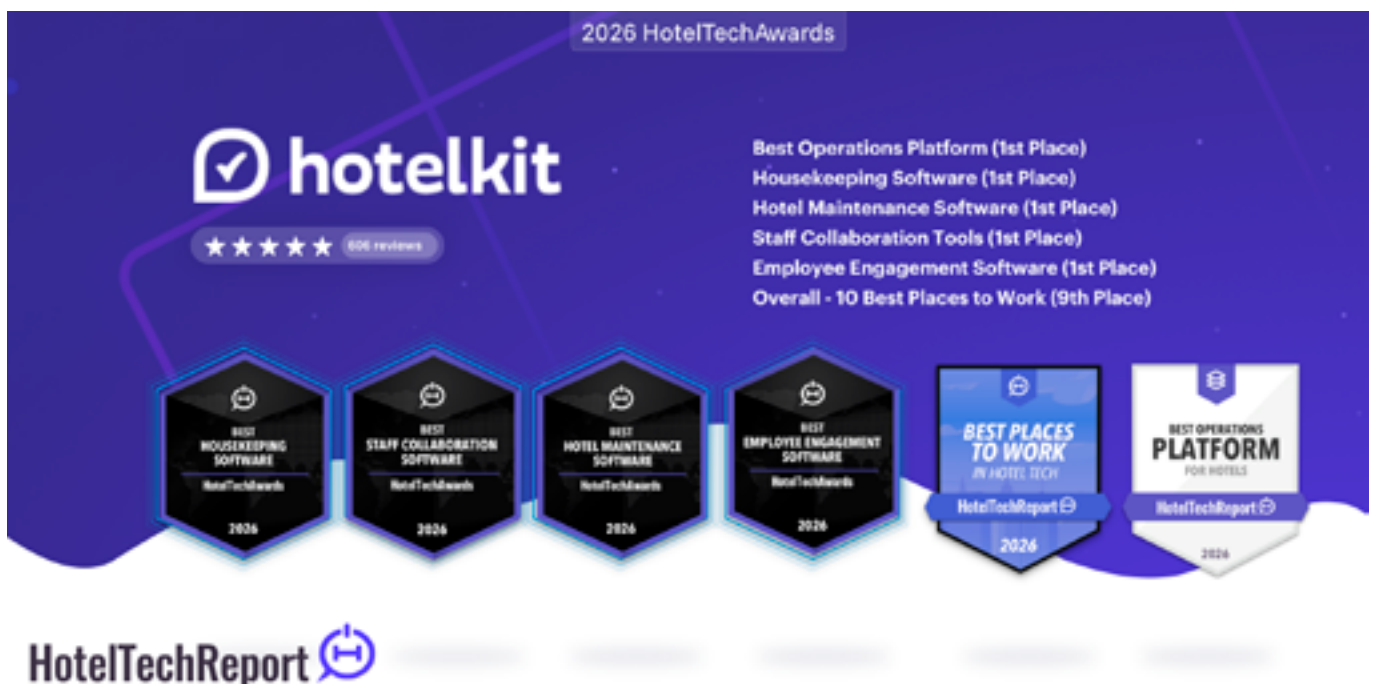 2026 HotelTechAwards
hotelkit
606 reviews
Best Operations Platform (1st Place)
Housekeeping Software (1st Place)
Hotel Maintenance Software (1st Place)
Staff Collaboration Tools (1st Place)
Employee Engagement Software (1st Place)
Overall - 10 Best Places to Work (9th Place)
BEST
HOUSEKEEPING
SOFTWARE
HotelTechAwards
2026
BEST
STAFF COLLABORATION
SOFTWARE
HotelTechAwards
2026
BEST
HOTEL MAINTENANCE
SOFTWARE
HotelTechAwards
2026
BEST
EMPLOYEE ENGAGEMENT
SOFTWARE
HotelTechAwards
2026
BEST PLACES
TO WORK
IN HOTEL TECH
HotelTechReport
2026
BEST OPERATIONS
PLATFORM
FOR HOTELS
HotelTechReport
2026
HotelTechReport